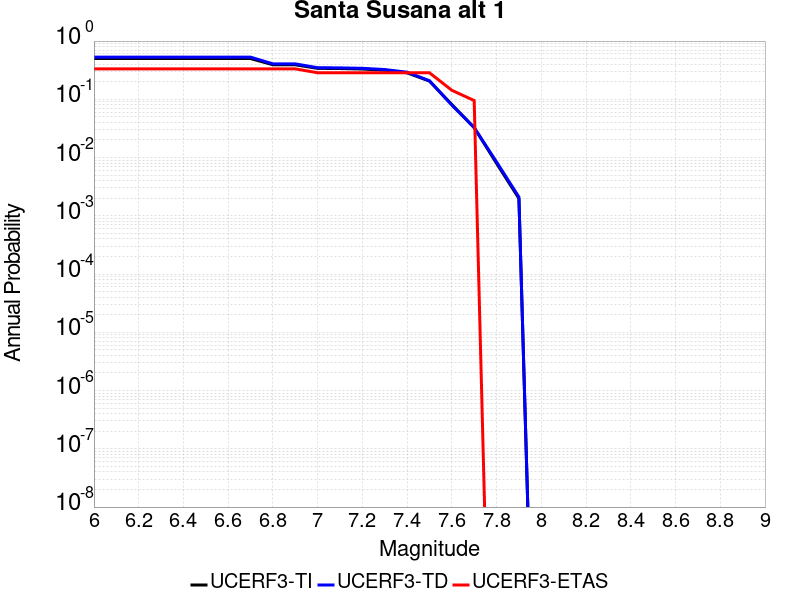 Santa Susana alt 1
10^0
10^-1
10^-2
10^-3
10^-4
10^-5
10^-6
10^-7
10^-8
Annual Probability
6 6.2 6.4 6.6 6.8 7 7.2 7.4 7.6 7.8 8 8.2 8.4 8.6 8.8 9
Magnitude
UCERF3-TI UCERF3-TD UCERF3-ETAS